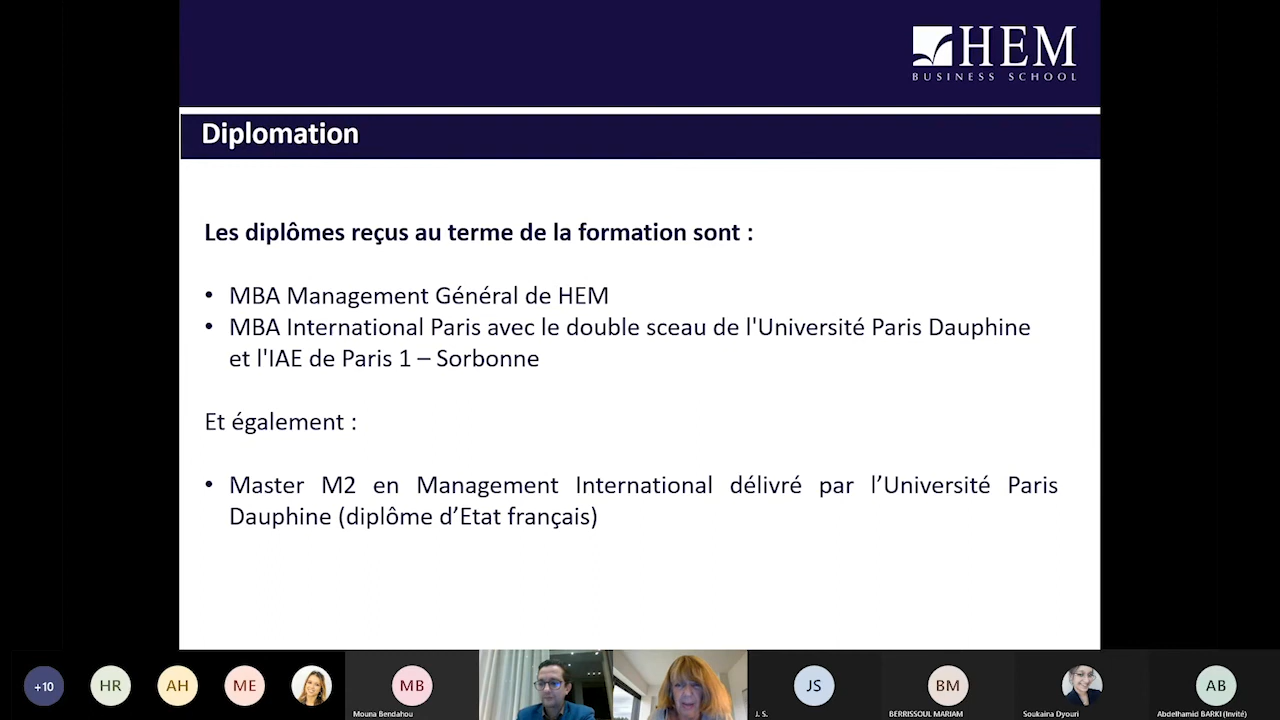 HEM
BUSINESS SCHOOL
Diplomation
Les diplômes reçus au terme de la formation sont :
• MBA Management Général de HEM
• MBA International Paris avec le double sceau de l'Université Paris Dauphine
et l'IAE de Paris 1 – Sorbonne
Et également :
• Master M2 en Management International délivré par l’Université Paris
Dauphine (diplôme d’Etat français)
+10
HR
AH
ME
MB
JS
BM
AB
Mouna Bendahou
J. S.
BERRISSOUL MARIAM
Soukaina Dyouri
Abdelhamid BARKI (Invité)